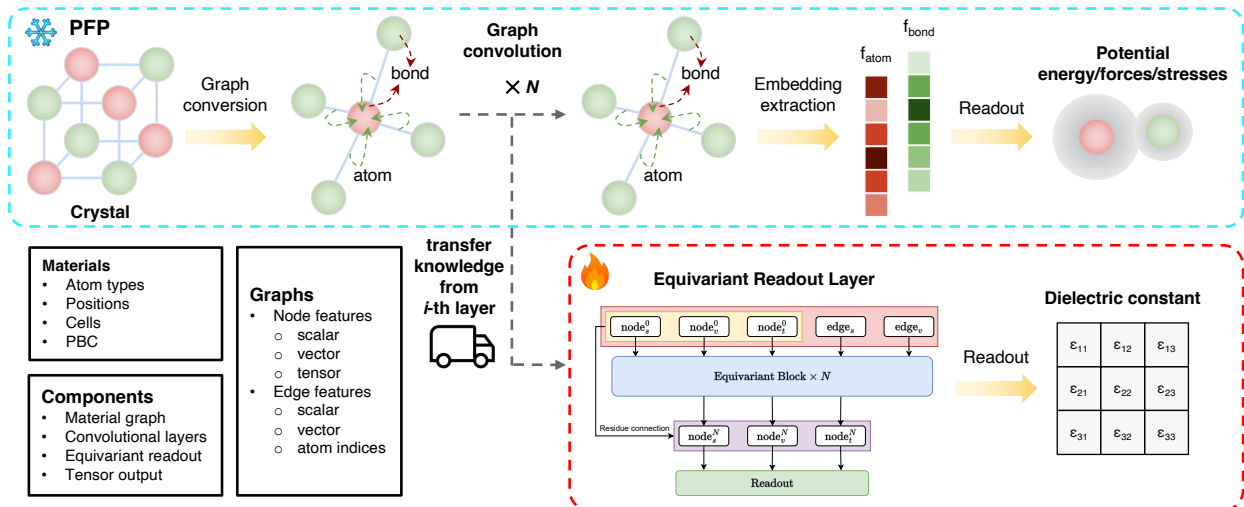 PFP
Graph
conversion
Crystal
bond
atom
Graph
convolution
× N
bond
atom
Embedding
extraction
f_atom
f_bond
Readout
Potential
energy/forces/stresses
Materials
• Atom types
• Positions
• Cells
• PBC
Components
• Material graph
• Convolutional layers
• Equivariant readout
• Tensor output
Graphs
• Node features
o scalar
o vector
o tensor
• Edge features
o scalar
o vector
o atom indices
transfer
knowledge
from
i-th layer
Equivariant Readout Layer
node_s^0 node_v^0 node_t^0 edge_s edge_v
Equivariant Block × N
Residue connection
node_s^N node_v^N node_t^N
Readout
Readout
Dielectric constant
ε₁₁ ε₁₂ ε₁₃
ε₂₁ ε₂₂ ε₂₃
ε₃₁ ε₃₂ ε₃₃